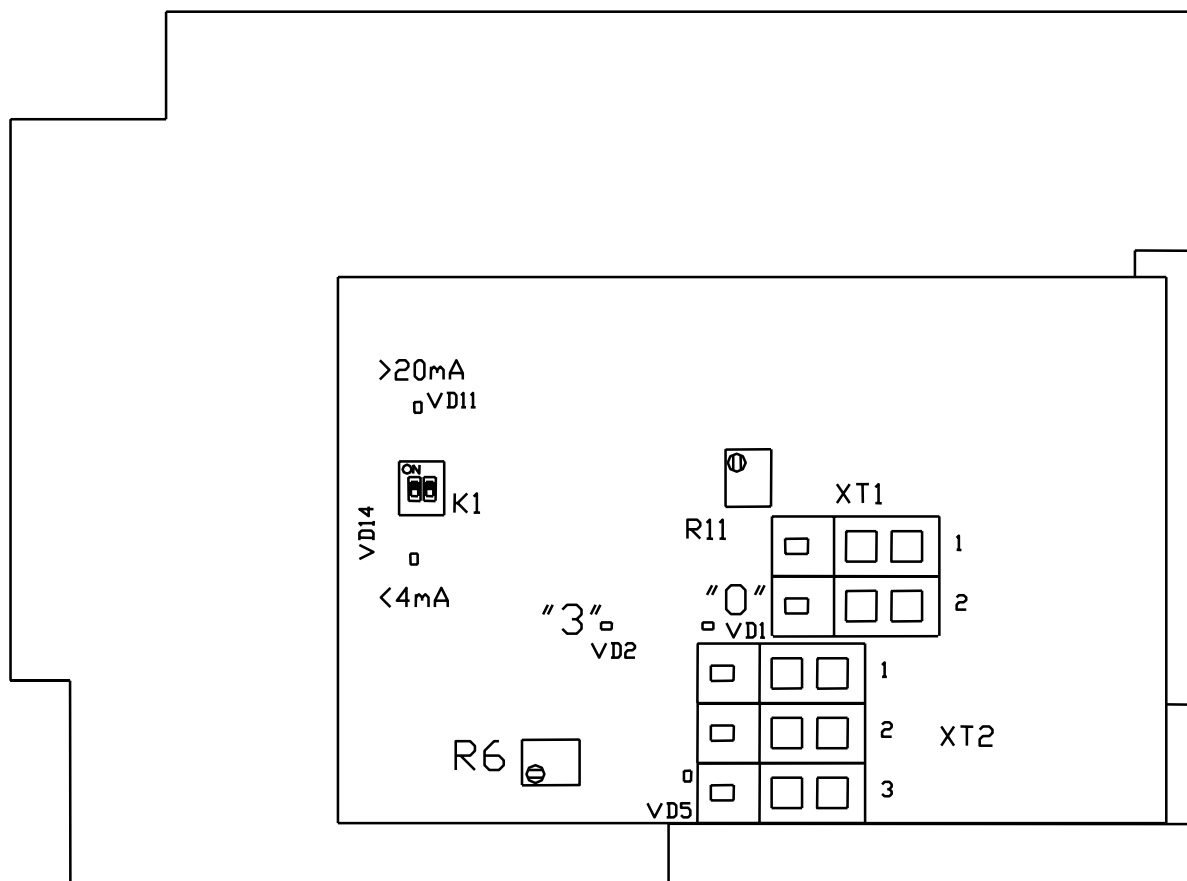 >20mA
VD11
ON
K1
VD14
<4mA
R11
XT1
1
2
"0"
VD1
"3"
VD2
1
2
3
XT2
R6
VD5